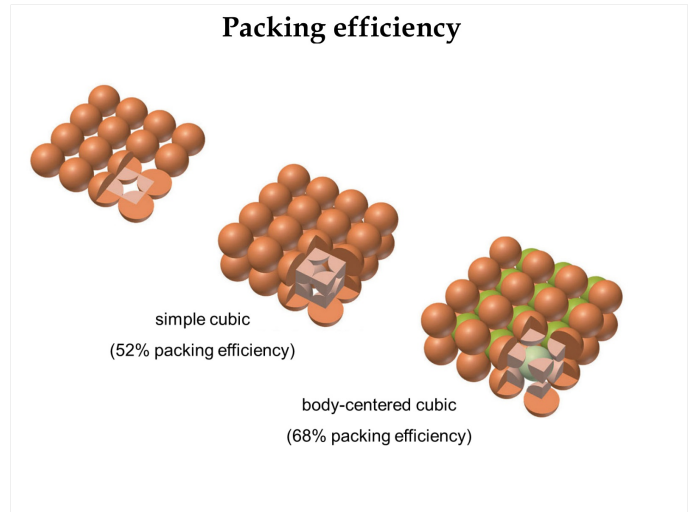 Packing efficiency
simple cubic
(52% packing efficiency)
body-centered cubic
(68% packing efficiency)